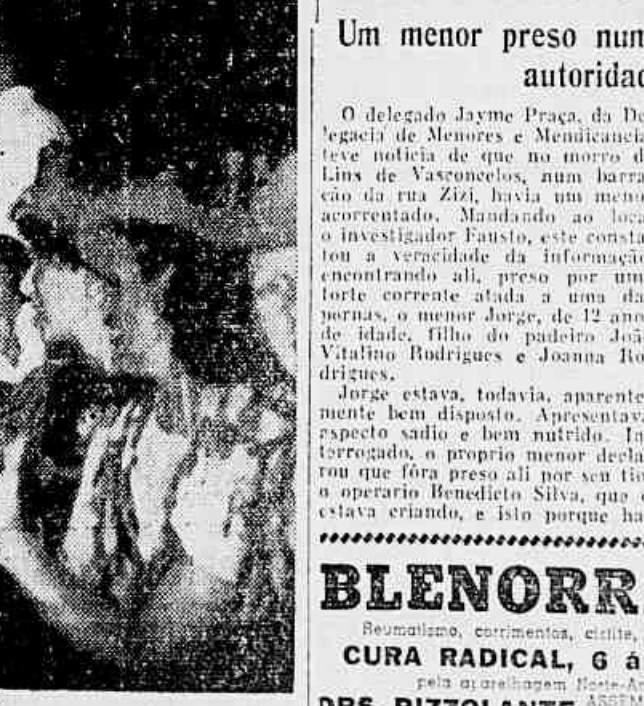 Um menor preso num
autoridad
O delegado Jayme Praça, da De
legacia de Menores e Mendicancia
teve noticia de que no morro d
Lins de Vasconcelos, num barra
cão da rua Zizi, havia um meno
acorrentado. Mandando ao loca
o investigador Fausto, este consta
tou a veracidade da informação
encontrando ali, preso por uma
forte corrente atada a uma da
pernas, o menor Jorge, de 12 ano
de idade, filho do padeiro Joã
Vitalino Rodrigues e Joanna Ro
drigues.
Jorge estava, todavia, aparente
mente bem disposto. Apresentav
aspecto sadio e bem nutrido. In
terrogado, o proprio menor decla
rou que fôra preso ali por seu tio
o operario Benedicto Silva, que o
estava criando, e isto porque ha
BLENORR
Reumatismo, corrimentos, cistite,
CURA RADICAL, 6 á
pela aparelhagem Norte-Am
DRS. RIZZOLANTE ASSEM